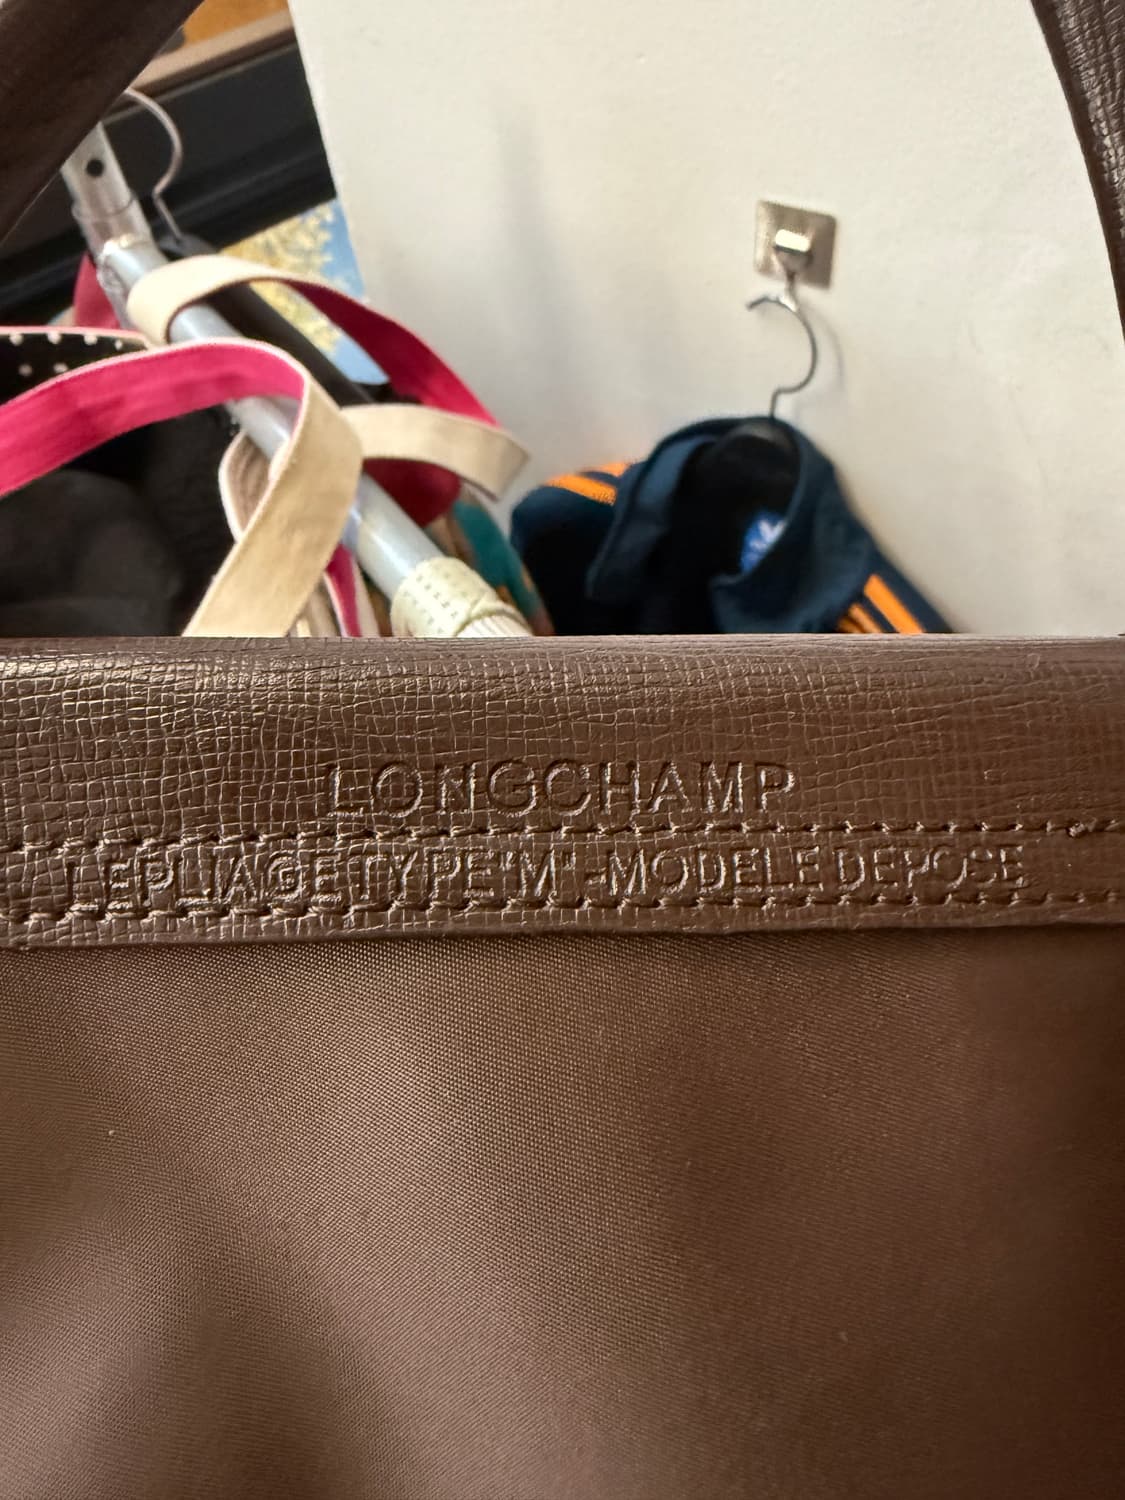 LONGCHAMP
LE PLIAGE TYPE "M" - MODELE DEPOSE